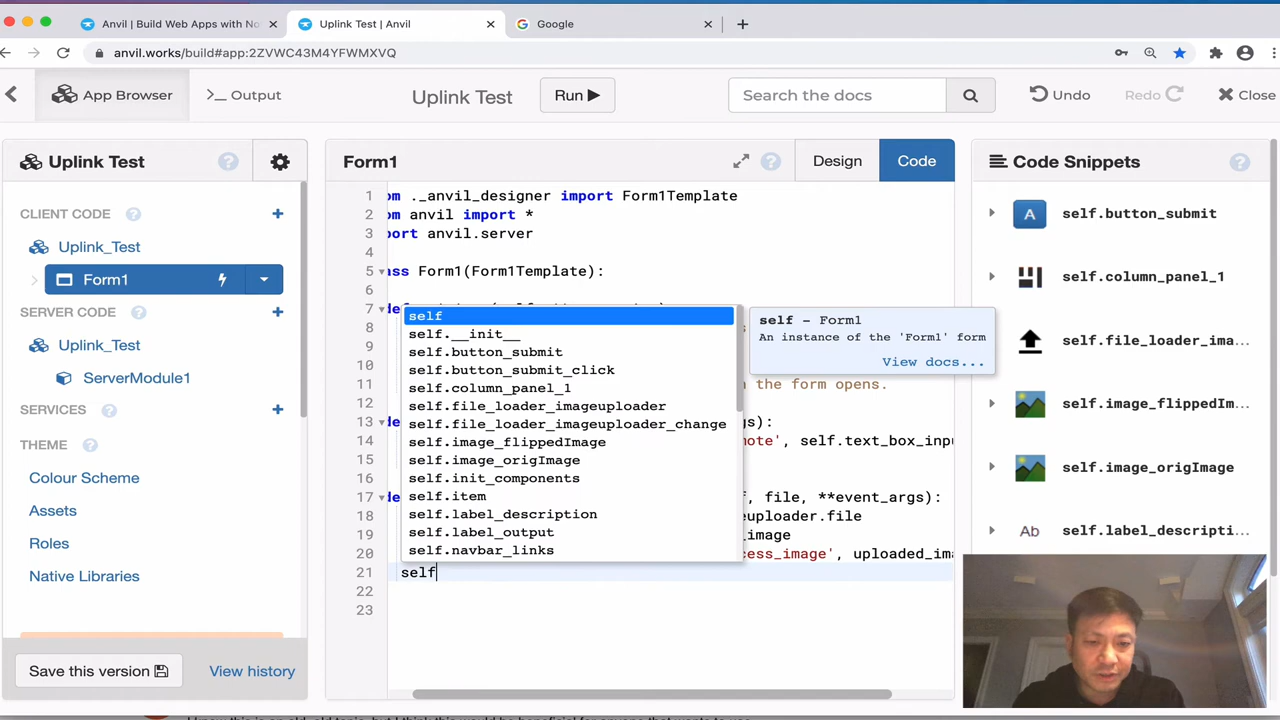 Anvil | Build Web Apps with No
Uplink Test | Anvil
Google
anvil.works/build#app:2ZVWC43M4YFWMXVQ
App Browser
>_ Output
Uplink Test
Run
Search the docs
Undo
Redo
Close
Uplink Test
Form1
Design
Code
Code Snippets
CLIENT CODE
Uplink_Test
Form1
SERVER CODE
Uplink_Test
ServerModule1
SERVICES
THEME
Colour Scheme
Assets
Roles
Native Libraries
Save this version
View history
1 om ._anvil_designer import Form1Template
2 om anvil import *
3 port anvil.server
4
5 ass Form1(Form1Template):
6
7 de
8
9
10
11 n the form opens.
12
13 de gs):
14 mote', self.text_box_inp
15
16
17 de f, file, **event_args):
18 euploader.file
19 _image
20 cess_image', uploaded_ima
21 self
22
23
self
self.__init__
self.button_submit
self.button_submit_click
self.column_panel_1
self.file_loader_imageuploader
self.file_loader_imageuploader_change
self.image_flippedImage
self.image_origImage
self.init_components
self.item
self.label_description
self.label_output
self.navbar_links
self – Form1
An instance of the 'Form1' form
View docs...
A self.button_submit
self.column_panel_1
self.file_loader_ima...
self.image_flippedIm...
self.image_origImage
Ab self.label_descripti...